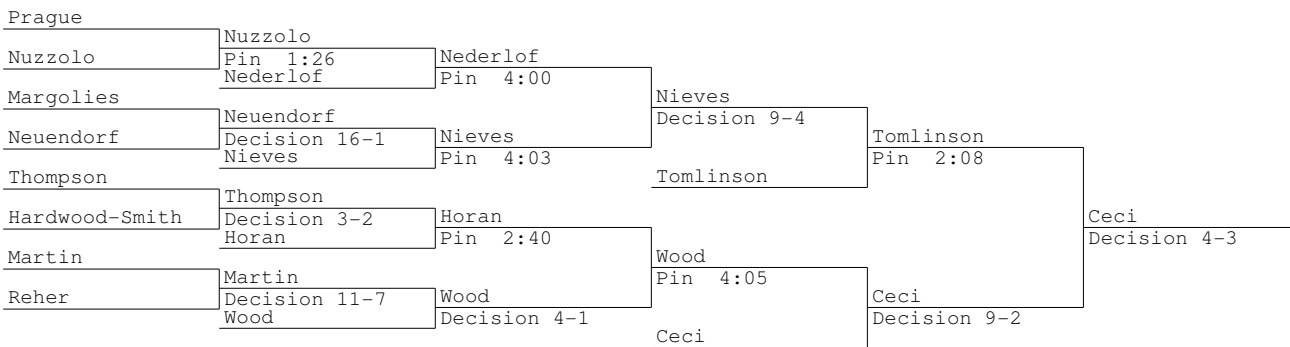 Prague
Nuzzolo
Nuzzolo
Pin 1:26
Nederlof
Nederlof
Pin 4:00
Margolies
Neuendorf
Neuendorf
Decision 16-1
Nieves
Nieves
Pin 4:03
Nieves
Decision 9-4
Tomlinson
Tomlinson
Pin 2:08
Thompson
Hardwood-Smith
Thompson
Decision 3-2
Horan
Horan
Pin 2:40
Martin
Reher
Martin
Decision 11-7
Wood
Wood
Decision 4-1
Wood
Pin 4:05
Ceci
Ceci
Decision 9-2
Ceci
Decision 4-3